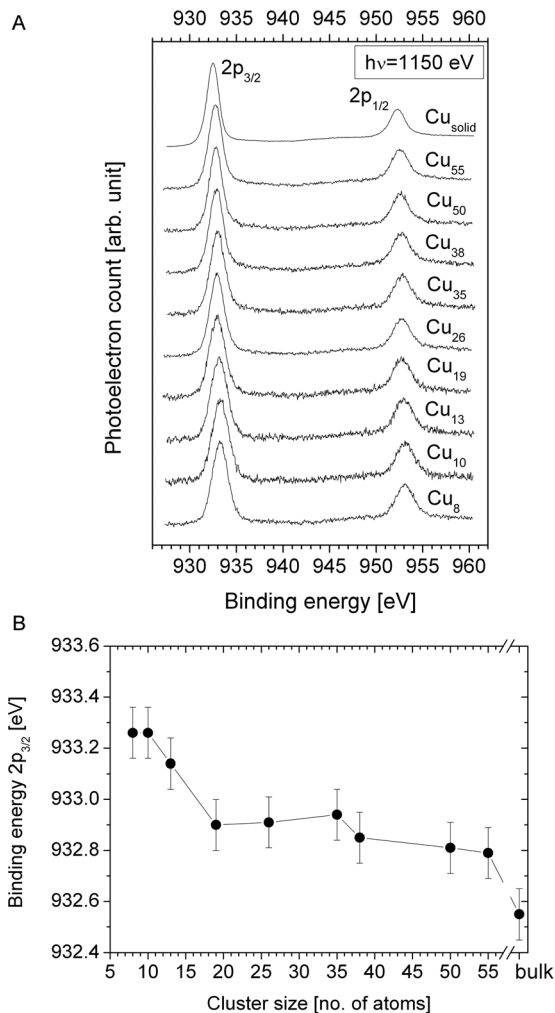 A
930 935 940 945 950 955 960
hν=1150 eV
2p3/2
2p1/2
Cusolid
Cu55
Cu50
Cu38
Cu35
Cu26
Cu19
Cu13
Cu10
Cu8
Photoelectron count [arb. unit]
930 935 940 945 950 955 960
Binding energy [eV]
B
933.6
933.4
933.2
933.0
932.8
932.6
932.4
Binding energy 2p3/2 [eV]
5 10 15 20 25 30 35 40 45 50 55 bulk
Cluster size [no. of atoms]